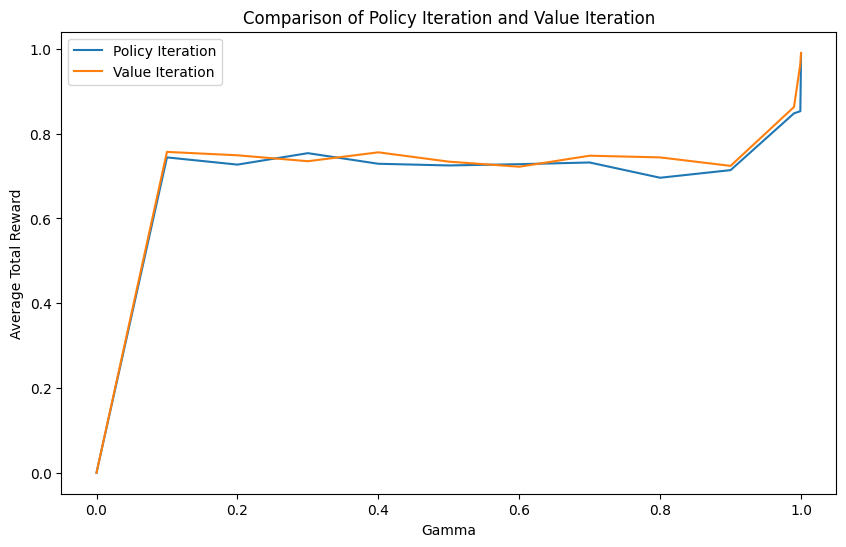 Comparison of Policy Iteration and Value Iteration
Policy Iteration
Value Iteration
Average Total Reward
1.0
0.8
0.6
0.4
0.2
0.0
0.0 0.2 0.4 0.6 0.8 1.0
Gamma